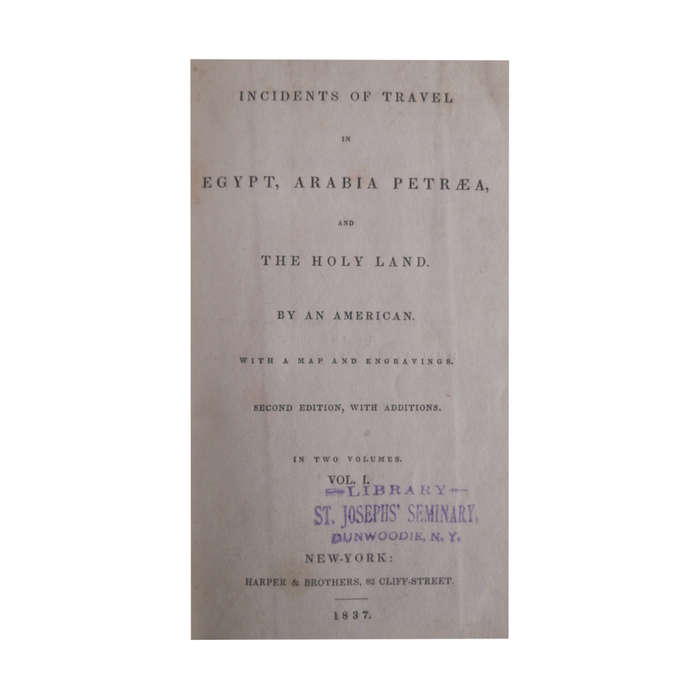 INCIDENTS OF TRAVEL
IN
EGYPT, ARABIA PETRÆA,
AND
THE HOLY LAND.
BY AN AMERICAN.
WITH A MAP AND ENGRAVINGS.
SECOND EDITION, WITH ADDITIONS.
IN TWO VOLUMES.
VOL. I.
LIBRARY
ST. JOSEPHS' SEMINARY,
DUNWOODIE, N. Y.
NEW-YORK:
HARPER & BROTHERS, 82 CLIFF-STREET.
1837.